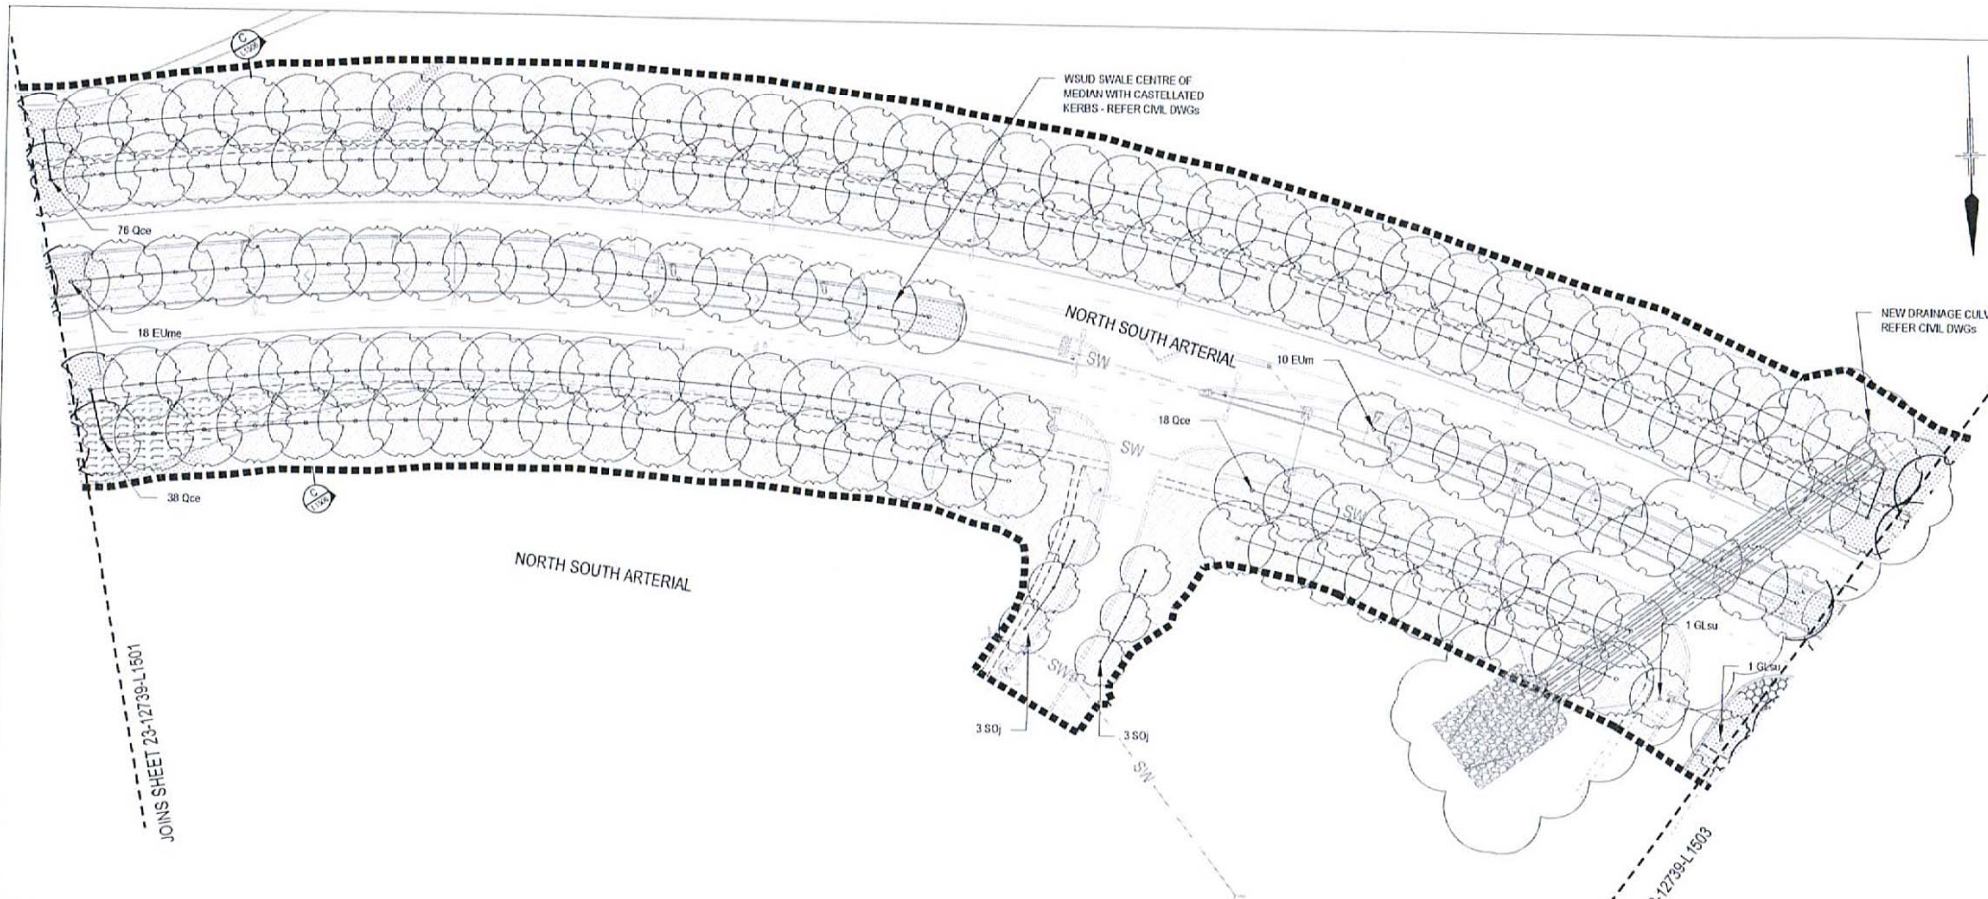 C
WSUD SWALE CENTRE OF
MEDIAN WITH CASTELLATED
KERBS - REFER CIVIL DWGs
76 Qce
18 EUme
NORTH SOUTH ARTERIAL
SW
10 EUm
NEW DRAINAGE
REFER CIVIL DWGs
18 Qce
SW
SW
38 Qce
C
NORTH SOUTH ARTERIAL
1 GLsu
1 GLsu
SW
3 SOj
3 SOj
SW
JOINS SHEET 23-12739-L1501
-12739-L1503